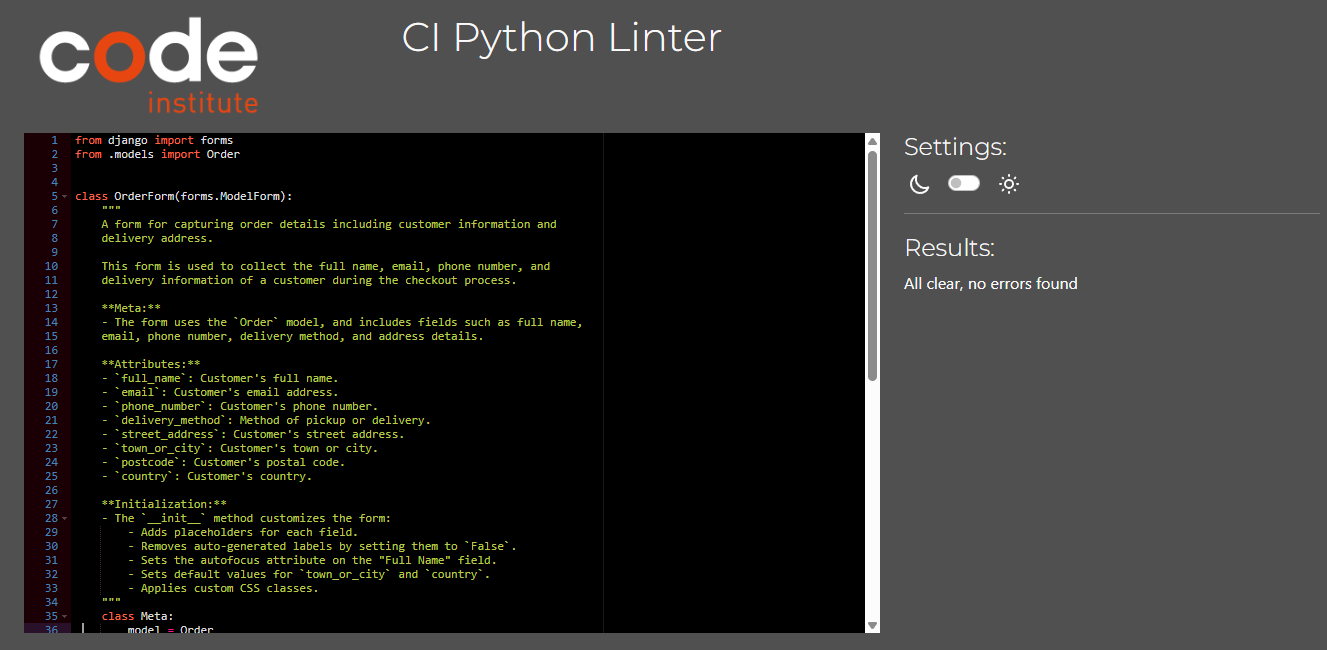 code
institute
CI Python Linter
1 from django import forms
2 from .models import Order
3
4
5 class OrderForm(forms.ModelForm):
6 """
7 A form for capturing order details including customer information and
8 delivery address.
9
10 This form is used to collect the full name, email, phone number, and
11 delivery information of a customer during the checkout process.
12
13 **Meta:**
14 - The form uses the `Order` model, and includes fields such as full name,
15 email, phone number, delivery method, and address details.
16
17 **Attributes:**
18 - `full_name`: Customer's full name.
19 - `email`: Customer's email address.
20 - `phone_number`: Customer's phone number.
21 - `delivery_method`: Method of pickup or delivery.
22 - `street_address`: Customer's street address.
23 - `town_or_city`: Customer's town or city.
24 - `postcode`: Customer's postal code.
25 - `country`: Customer's country.
26
27 **Initialization:**
28 - The `__init__` method customizes the form:
29 - Adds placeholders for each field.
30 - Removes auto-generated labels by setting them to `False`.
31 - Sets the autofocus attribute on the "Full Name" field.
32 - Sets default values for `town_or_city` and `country`.
33 - Applies custom CSS classes.
34 """
35 class Meta:
36 model = Order
Settings:
Results:
All clear, no errors found